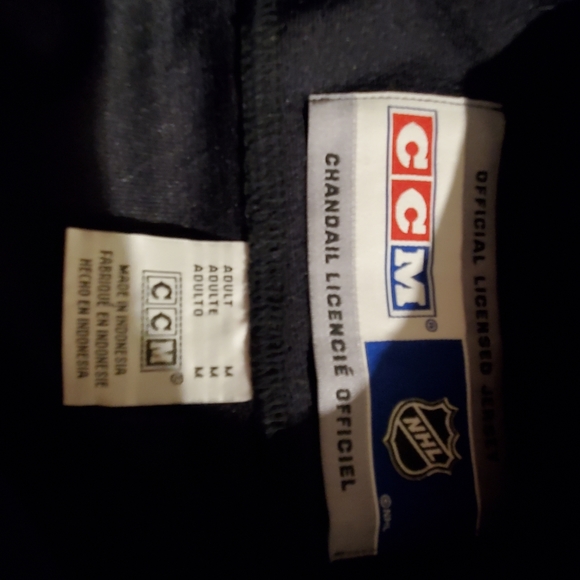 OFFICIAL LICENSED JERSEY
CCM®
NHL
©NHL
CHANDAIL LICENCIÉ OFFICIEL
ADULT M
ADULTE M
ADULTO M
CCM®
MADE IN INDONESIA
FABRIQUÉ EN INDONESIE
HECHO EN INDONESIA